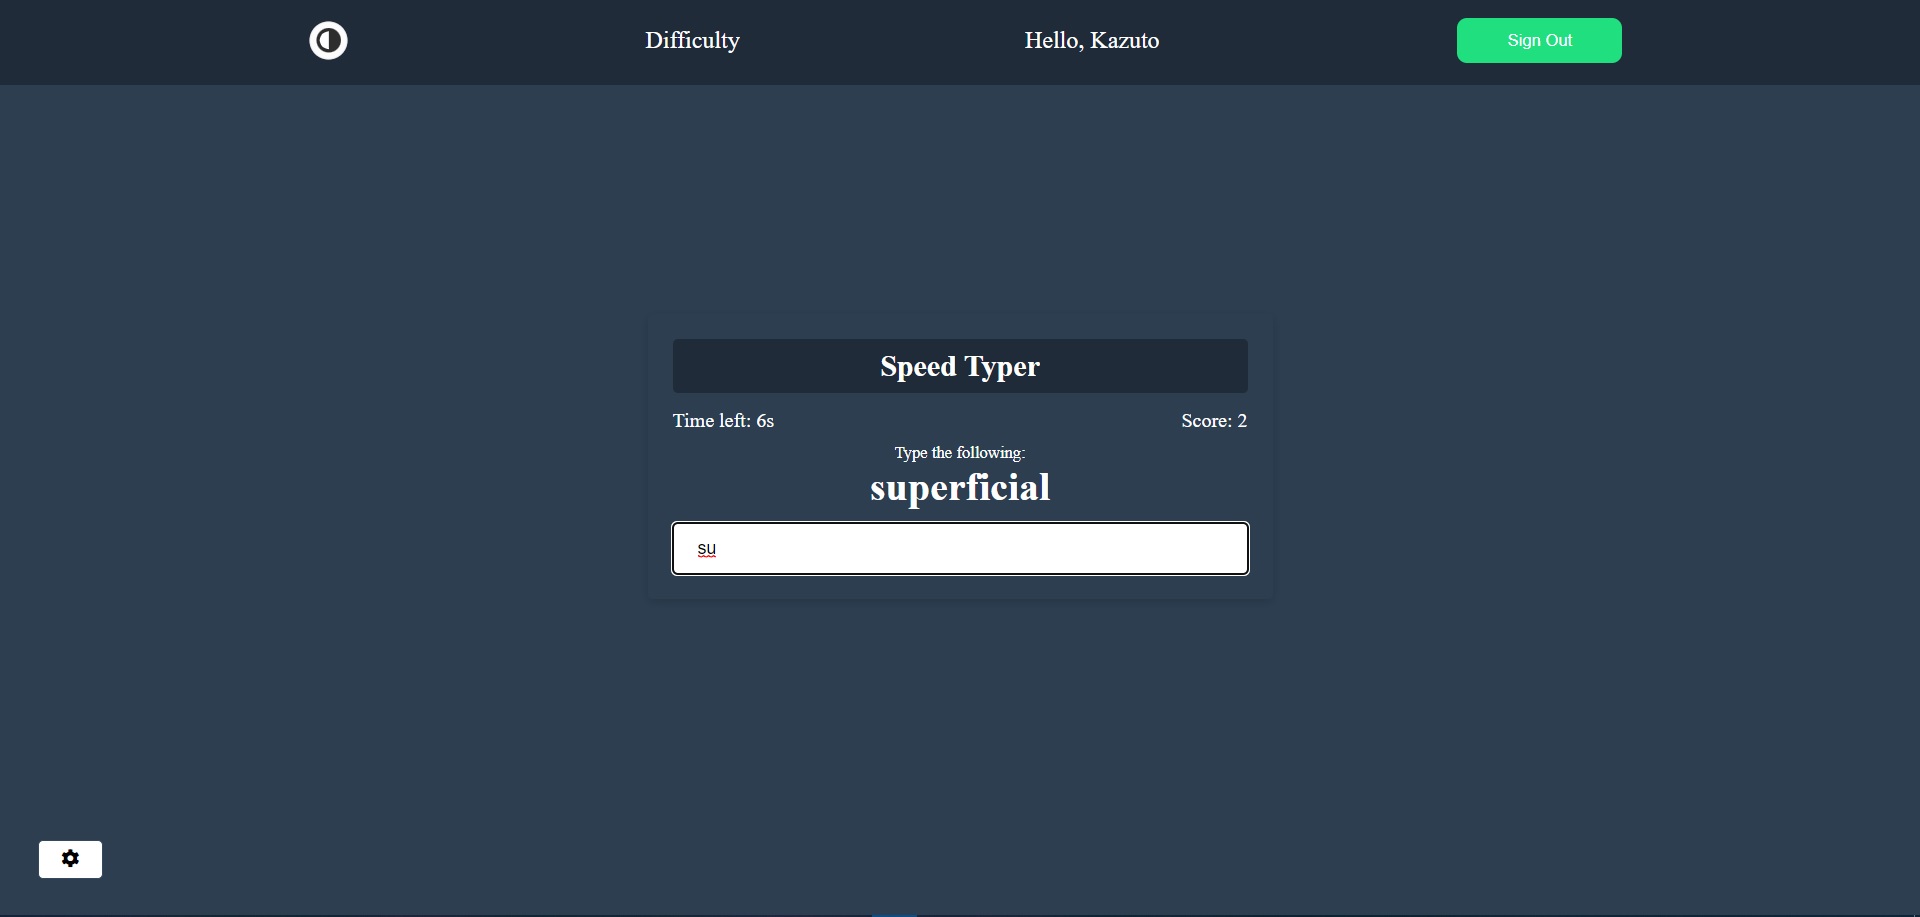 Difficulty
Hello, Kazuto
Sign Out
Speed Typer
Time left: 6s
Score: 2
Type the following:
superficial
su